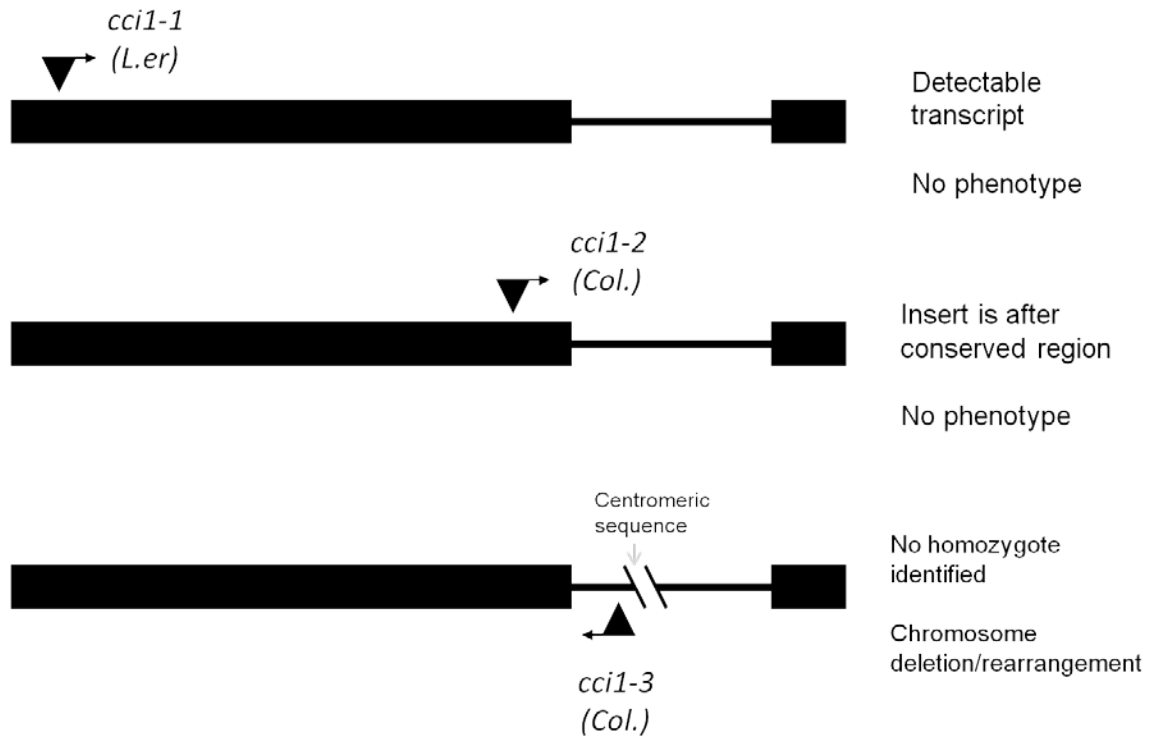 cci1-1
(L.er)
Detectable
transcript
No phenotype
cci1-2
(Col.)
Insert is after
conserved region
No phenotype
Centromeric
sequence
No homozygote
identified
Chromosome
deletion/rearrangement
cci1-3
(Col.)